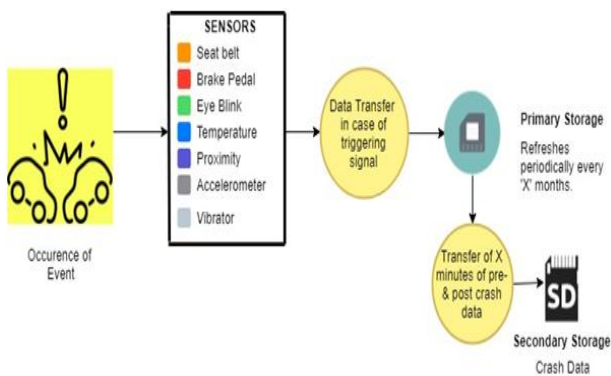 SENSORS
Seat belt
Brake Pedal
Eye Blink
Temperature
Proximity
Accelerometer
Vibrator
Occurence of
Event
Data Transfer
in case of
triggering
signal
Primary Storage
Refreshes
periodically every
'X' months.
Transfer of X
minutes of pre-
& post crash
data
SD
Secondary Storage
Crash Data